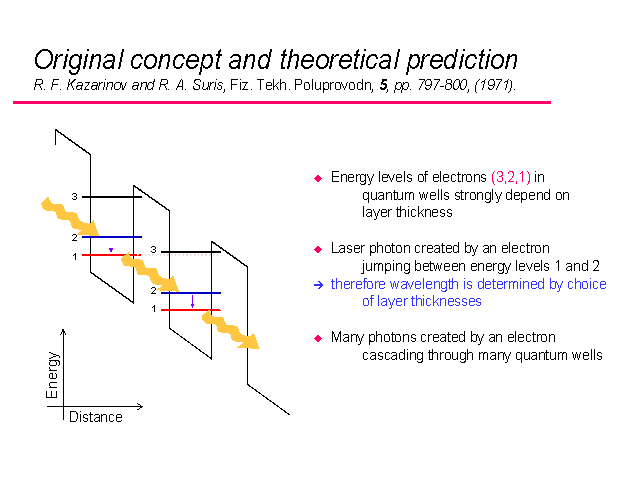 Original concept and theoretical prediction
R. F. Kazarinov and R. A. Suris, Fiz. Tekh. Poluprovodn, 5, pp. 797-800, (1971).
3
2
1
3
2
1
Energy
Distance
◆ Energy levels of electrons (3,2,1) in
quantum wells strongly depend on
layer thickness
◆ Laser photon created by an electron
jumping between energy levels 1 and 2
→ therefore wavelength is determined by choice
of layer thicknesses
◆ Many photons created by an electron
cascading through many quantum wells